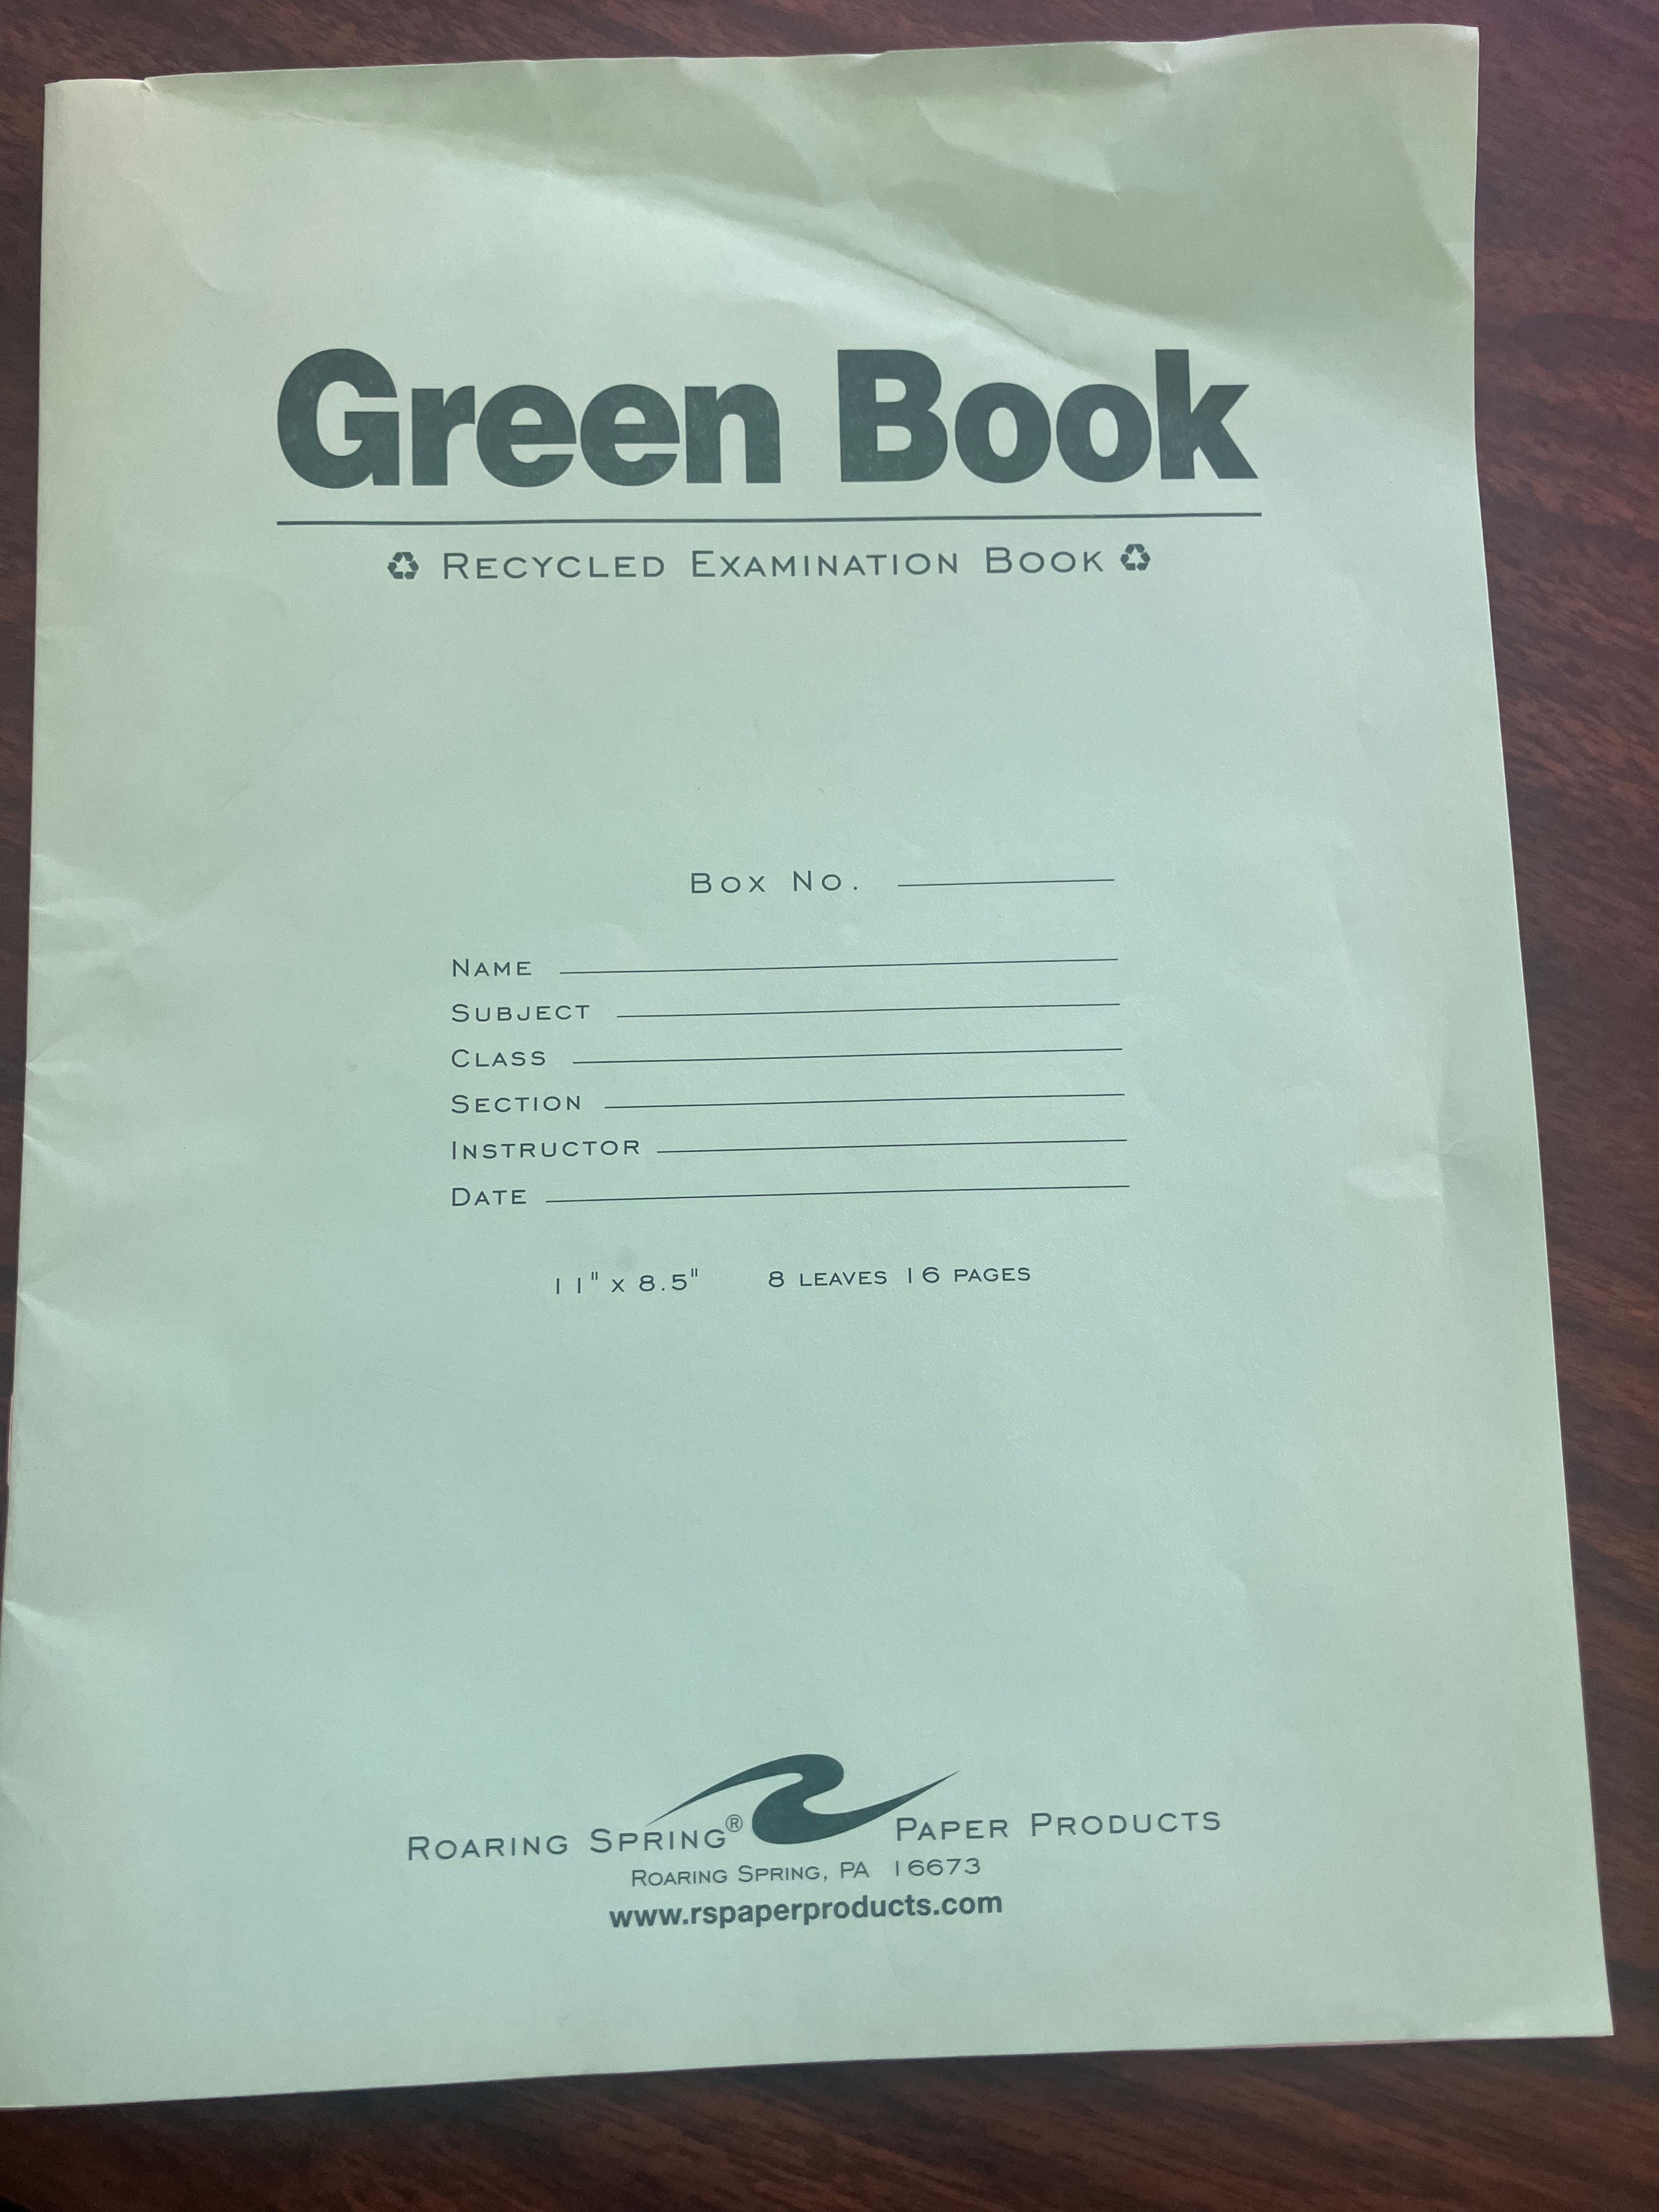 Green Book
♻ RECYCLED EXAMINATION BOOK ♻
BOX NO.
NAME
SUBJECT
CLASS
SECTION
INSTRUCTOR
DATE
11" x 8.5" 8 LEAVES 16 PAGES
ROARING SPRING® PAPER PRODUCTS
ROARING SPRING, PA 16673
www.rspaperproducts.com